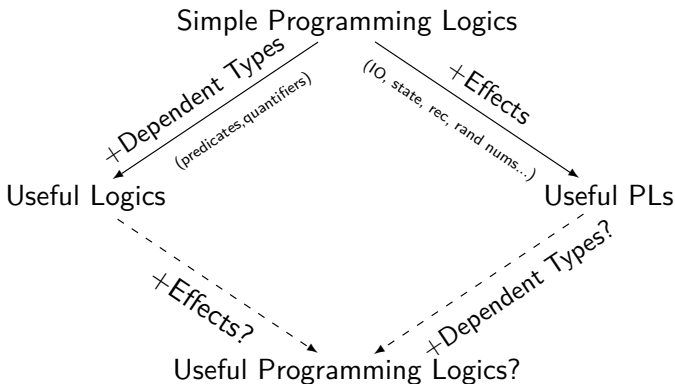 Simple Programming Logics
+Dependent Types
(predicates,quantifiers)
+Effects
(IO, state, rec, rand nums...)
Useful Logics
Useful PLs
+Effects?
+Dependent Types?
Useful Programming Logics?